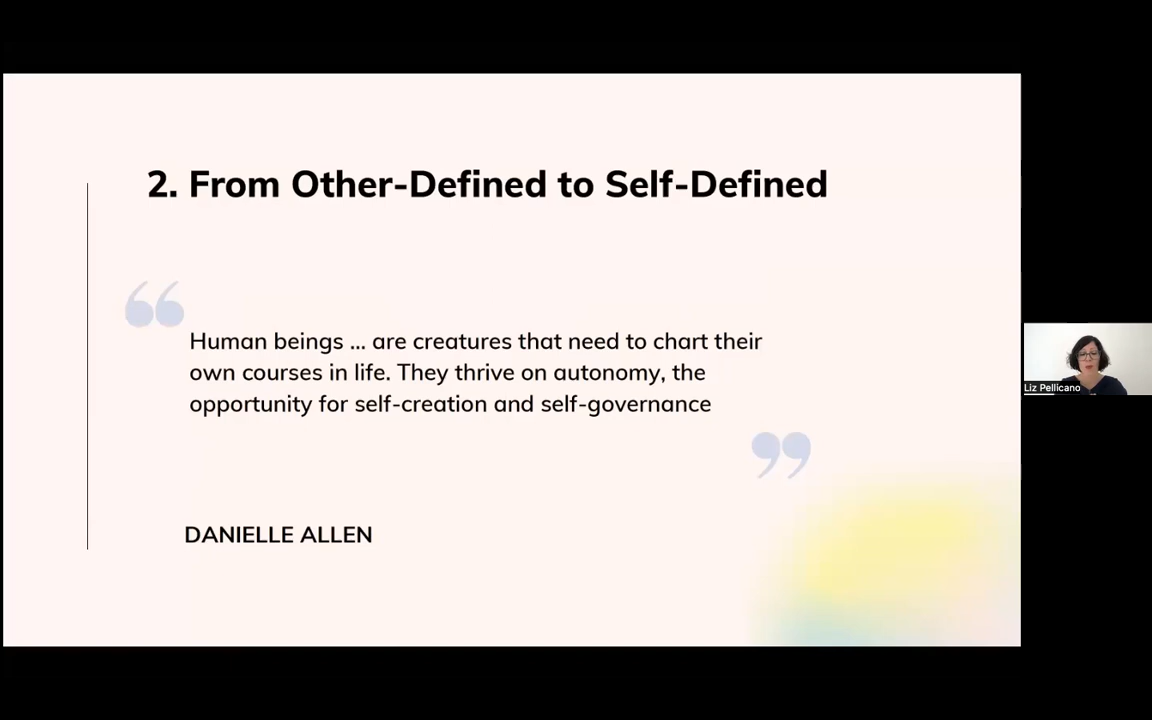 2. From Other-Defined to Self-Defined
“
Human beings ... are creatures that need to chart their
own courses in life. They thrive on autonomy, the
opportunity for self-creation and self-governance
”
DANIELLE ALLEN
Liz Pellicano